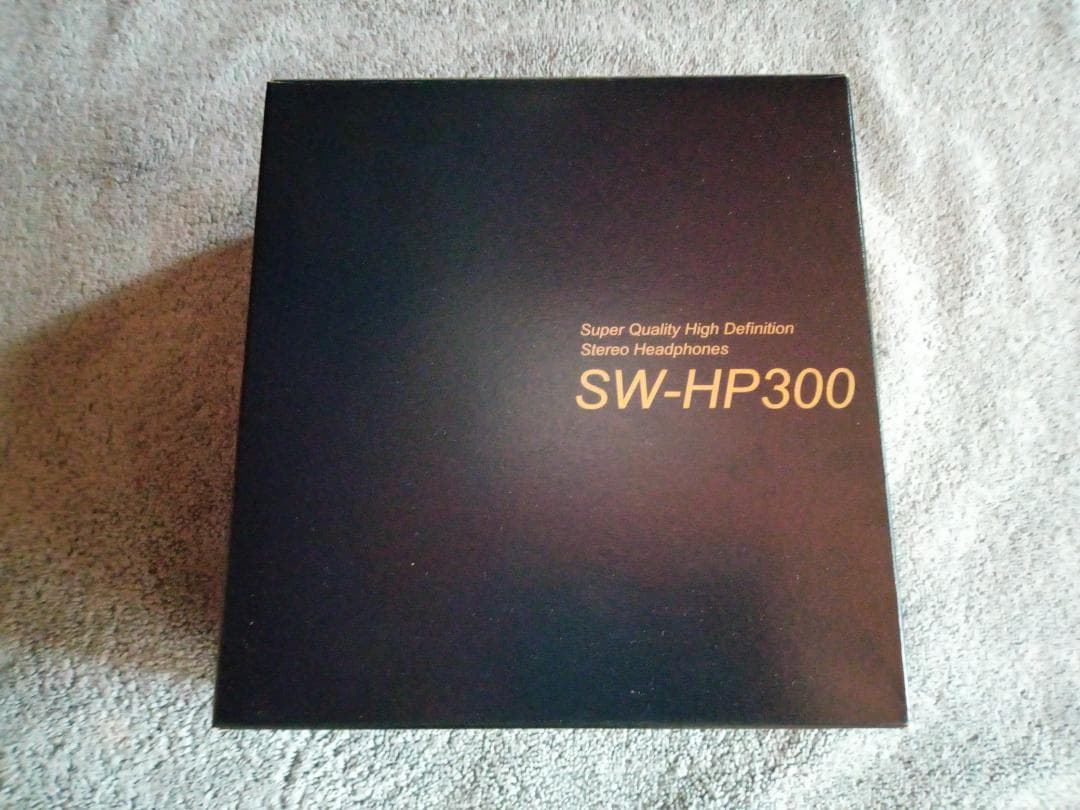 Super Quality High Definition
Stereo Headphones
SW-HP300